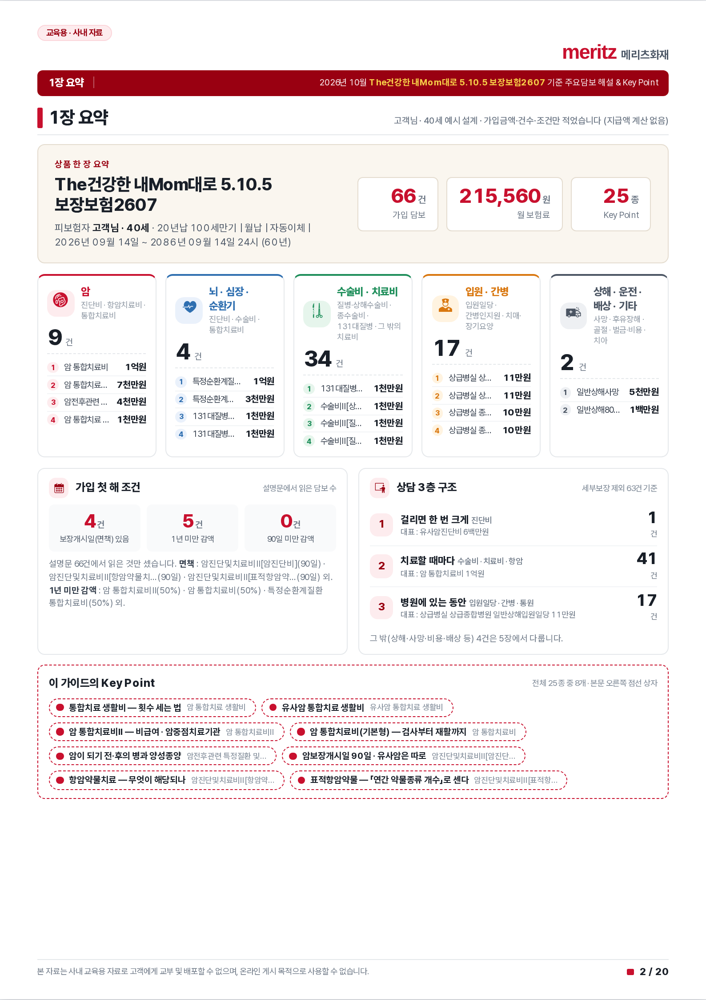 교육용 · 사내 자료
meritz 메리츠화재
1장 요약
2026년 10월 The건강한 내Mom대로 5.10.5 보장보험2607 기준 주요담보 해설 & Key Point
1장 요약
고객님 · 40세 예시 설계 · 가입금액·건수·조건만 적었습니다 (지급액 계산 없음)
상품 한 장 요약
The건강한 내Mom대로 5.10.5
보장보험2607
피보험자 고객님 · 40세 · 20년납 100세만기 | 월납 | 자동이체 |
2026년 09월 14일 ~ 2086년 09월 14일 24시 (60년)
66건
가입 담보
215,560원
월 보험료
25종
Key Point
암
진단비 · 항암치료비 ·
통합치료비
9 건
1 암 통합치료비 1억원
2 암 통합치료... 7천만원
3 암전후관련 ... 4천만원
4 암 통합치료 ... 1천만원
뇌 · 심장 ·
순환기
진단비 · 수술비 ·
통합치료비
4 건
1 특정순환계질... 1억원
2 특정순환계... 3천만원
3 131대질병... 1천만원
4 131대질병... 1천만원
수술비 · 치료비
질병·상해수술비 ·
종수술비 ·
131대질병 · 그 밖의
치료비
34 건
1 131대질병... 1천만원
2 수술비II[상... 1천만원
3 수술비II[질... 1천만원
4 수술비II[질... 1천만원
입원 · 간병
입원일당 ·
간병인지원 · 치매·
장기요양
17 건
1 상급병실 상... 11만원
2 상급병실 상... 11만원
3 상급병실 종... 10만원
4 상급병실 종... 10만원
상해 · 운전 ·
배상 · 기타
사망 · 후유장해 ·
골절 · 벌금·비용 ·
치아
2 건
1 일반상해사망 5천만원
2 일반상해80... 1백만원
가입 첫 해 조건
설명문에서 읽은 담보 수
4건
보장개시일(면책) 있음
5건
1년 미만 감액
0건
90일 미만 감액
설명문 66건에서 읽은 것만 셌습니다. 면책 : 암진단및치료비II[암진단비](90일) ·
암진단및치료비II[항암약물치...(90일) · 암진단및치료비II[표적항암약...(90일) 외.
1년 미만 감액 : 암 통합치료비II(50%) · 암 통합치료비(50%) · 특정순환계질환
통합치료비(50%) 외.
상담 3층 구조
세부보장 제외 63건 기준
1 걸리면 한 번 크게 진단비
대표 : 유사암진단비 6백만원
1
건
2 치료할 때마다 수술비 · 치료비 · 항암
대표 : 암 통합치료비 1억원
41
건
3 병원에 있는 동안 입원일당 · 간병 · 통원
대표 : 상급병실 상급종합병원 일반상해입원일당 11만원
17
건
그 밖(상해·사망·비용·배상 등) 4건은 5장에서 다룹니다.
이 가이드의 Key Point
전체 25종 중 8개 · 본문 오른쪽 점선 상자
통합치료 생활비 — 횟수 세는 법 암 통합치료 생활비
유사암 통합치료 생활비 유사암 통합치료 생활비
암 통합치료비II — 비급여 · 암중점치료기관 암 통합치료비II
암 통합치료비(기본형) — 검사부터 재활까지 암 통합치료비
암이 되기 전·후의 병과 양성종양 암전후관련 특정질환 및...
암보장개시일 90일 · 유사암은 따로 암진단및치료비II[암진단...
항암약물치료 — 무엇이 해당되나 암진단및치료비II[항암약...
표적항암약물 — 「연간 약물종류 개수」로 센다 암진단및치료비II[표적항...
본 자료는 사내 교육용 자료로 고객에게 교부 및 배포할 수 없으며, 온라인 게시 목적으로 사용할 수 없습니다.
2 / 20